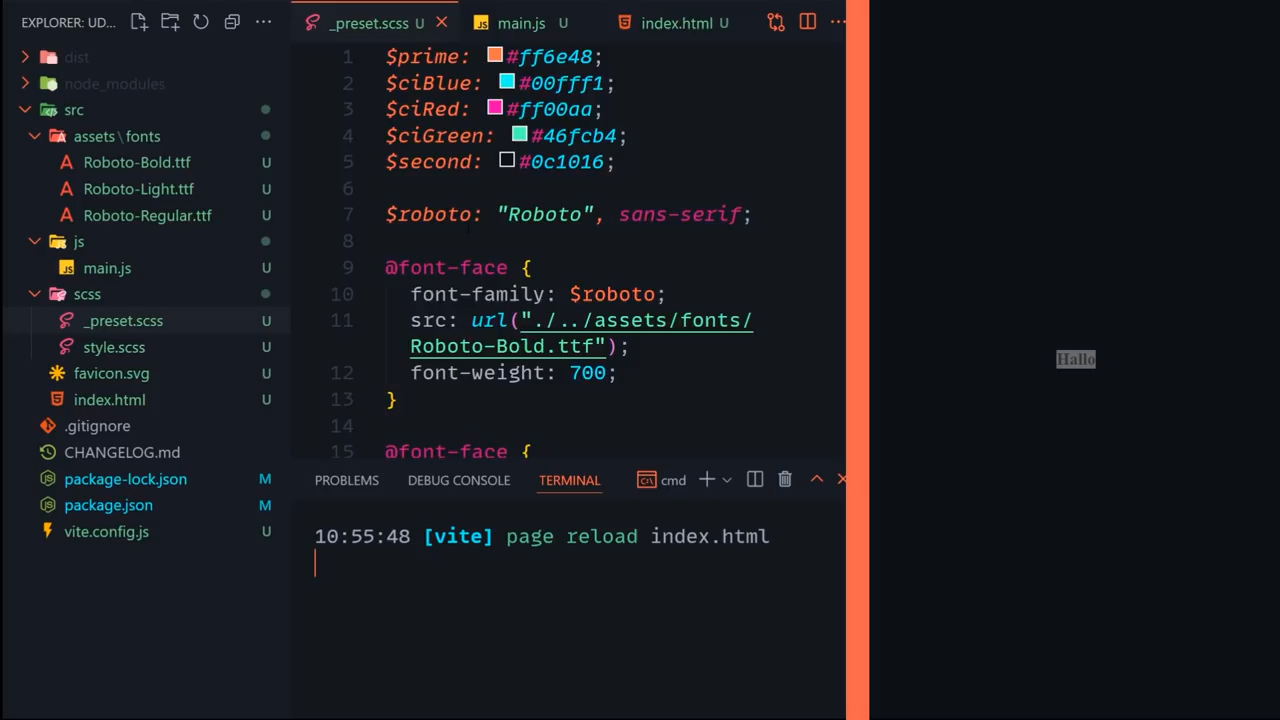 EXPLORER: UD...
dist
node_modules
src
assets\fonts
Roboto-Bold.ttf U
Roboto-Light.ttf U
Roboto-Regular.ttf U
js
main.js U
scss
_preset.scss U
style.scss U
favicon.svg U
index.html U
.gitignore
CHANGELOG.md
package-lock.json M
package.json M
vite.config.js U
_preset.scss U main.js U index.html U
1 $prime: #ff6e48;
2 $ciBlue: #00fff1;
3 $ciRed: #ff00aa;
4 $ciGreen: #46fcb4;
5 $second: #0c1016;
6
7 $roboto: "Roboto", sans-serif;
8
9 @font-face {
10 font-family: $roboto;
11 src: url("./../assets/fonts/
Roboto-Bold.ttf");
12 font-weight: 700;
13 }
14
15 @font-face {
PROBLEMS DEBUG CONSOLE TERMINAL cmd
10:55:48 [vite] page reload index.html
Hallo